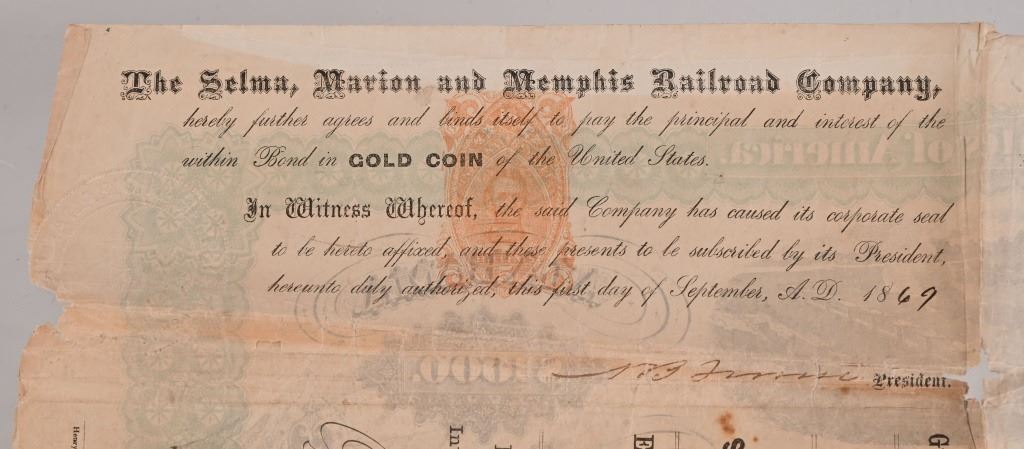 The Selma, Marion and Memphis Railroad Company,
hereby further agrees and binds itself to pay the principal and interest of the
within Bond in GOLD COIN of the United States.
In Witness Whereof, the said Company has caused its corporate seal
to be hereto affixed, and these presents to be subscribed by its President,
hereunto duly authorized, this first day of September, A. D. 1869
President.